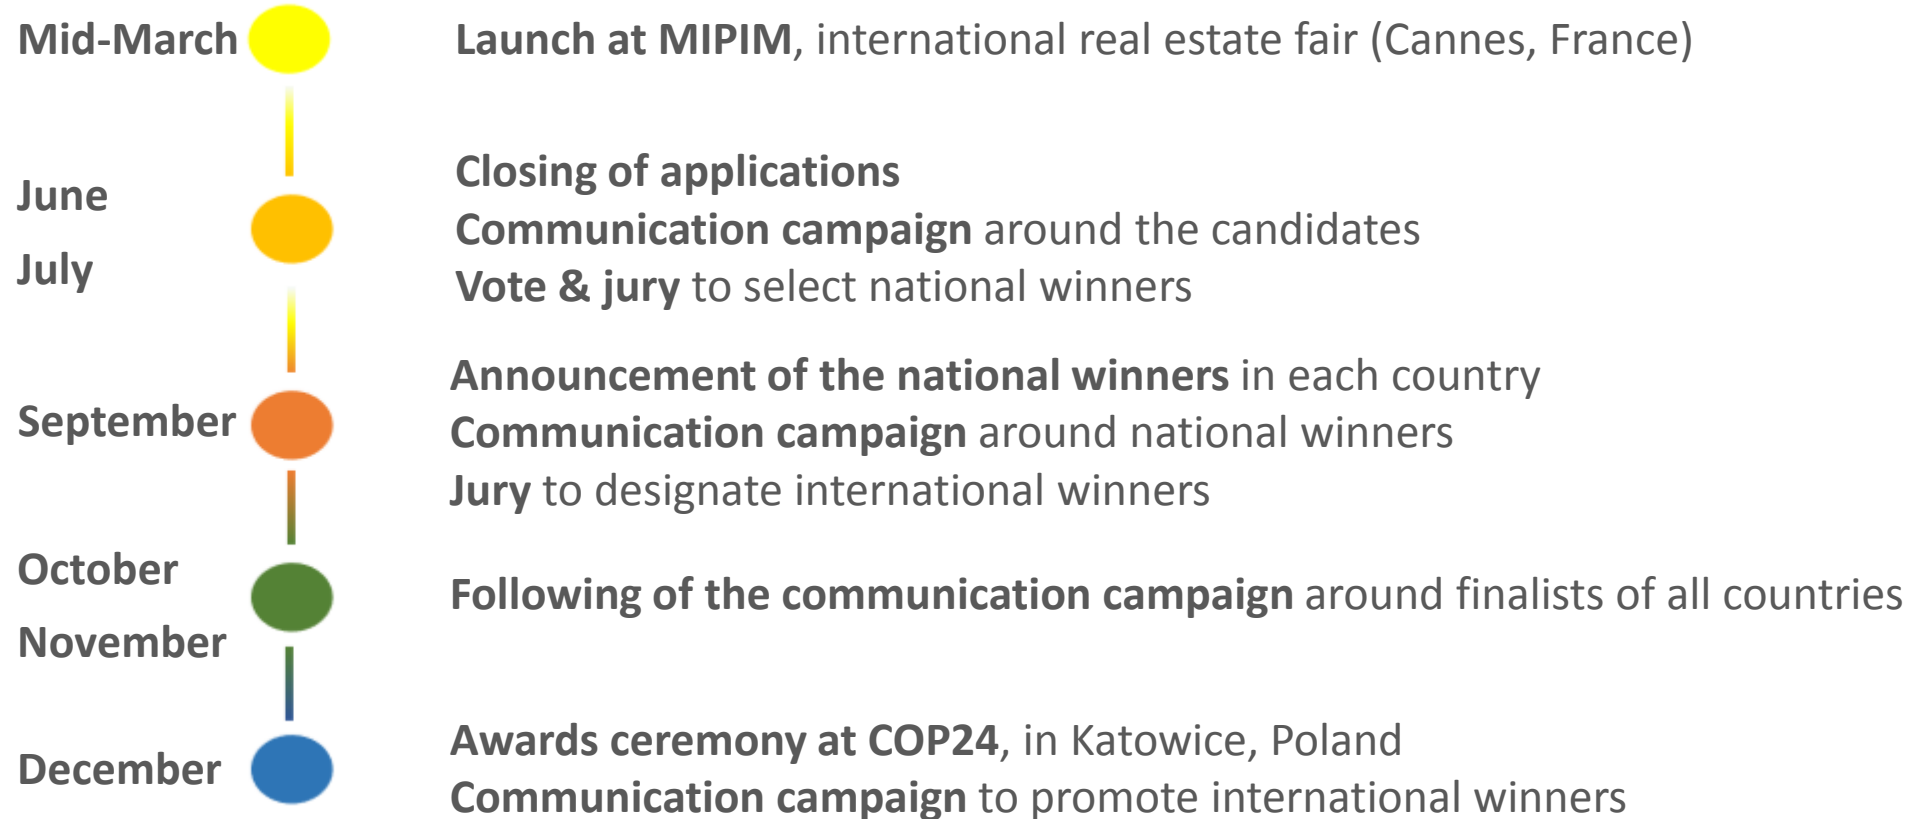 Mid-March
Launch at MIPIM, international real estate fair (Cannes, France)
June
July
Closing of applications
Communication campaign around the candidates
Vote & jury to select national winners
September
Announcement of the national winners in each country
Communication campaign around national winners
Jury to designate international winners
October
November
Following of the communication campaign around finalists of all countries
December
Awards ceremony at COP24, in Katowice, Poland
Communication campaign to promote international winners